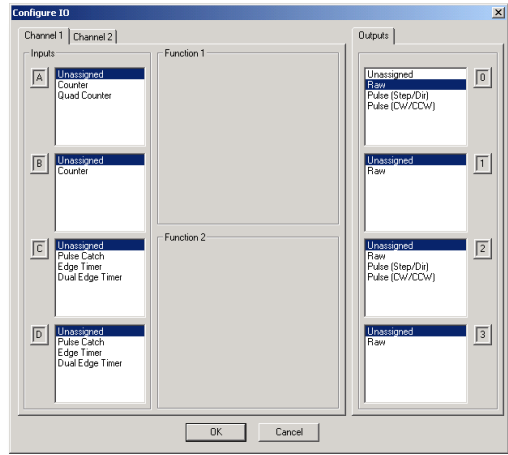 Configure IO
Channel 1 Channel 2
Inputs
A
Unassigned
Counter
Quad Counter
B
Unassigned
Counter
C
Unassigned
Pulse Catch
Edge Timer
Dual Edge Timer
D
Unassigned
Pulse Catch
Edge Timer
Dual Edge Timer
Function 1
Function 2
Outputs
Unassigned
Raw
Pulse (Step/Dir)
Pulse (CW/CCW)
0
Unassigned
Raw
1
Unassigned
Raw
Pulse (Step/Dir)
Pulse (CW/CCW)
2
Unassigned
Raw
3
OK Cancel